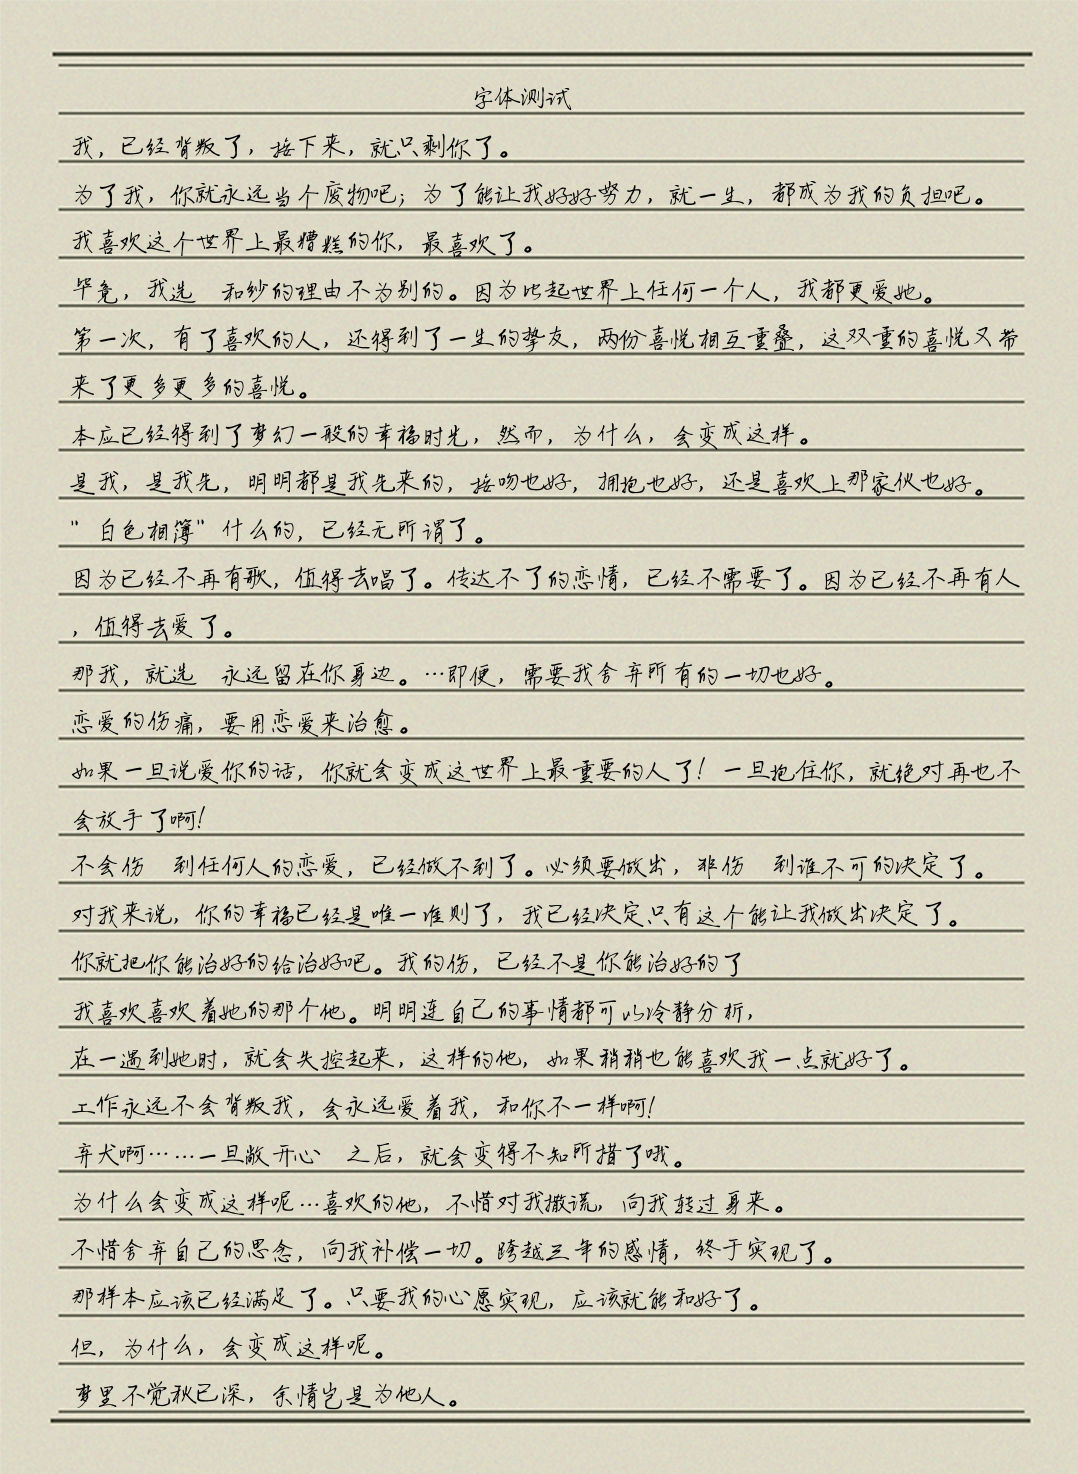 字体测试
我，已经背叛了，接下来，就只剩你了。
为了我，你就永远当个废物吧；为了能让我好好努力，就一生，都成为我的负担吧。
我喜欢这个世界上最糟糕的你，最喜欢了。
毕竟，我选 和纱的理由不为别的。因为比起世界上任何一个人，我都更爱她。
第一次，有了喜欢的人，还得到了一生的挚友，两份喜悦相互重叠，这双重的喜悦又带
来了更多更多的喜悦。
本应已经得到了梦幻一般的幸福时光，然而，为什么，会变成这样。
是我，是我先，明明都是我先来的，接吻也好，拥抱也好，还是喜欢上那家伙也好。
"白色相簿"什么的，已经无所谓了。
因为已经不再有歌，值得去唱了。传达不了的恋情，已经不需要了。因为已经不再有人
，值得去爱了。
那我，就选 永远留在你身边。…即便，需要我舍弃所有的一切也好。
恋爱的伤痛，要用恋爱来治愈。
如果一旦说爱你的话，你就会变成这世界上最重要的人了！一旦抱住你，就绝对再也不
会放手了啊！
不会伤 到任何人的恋爱，已经做不到了。必须要做出，非伤 到谁不可的决定了。
对我来说，你的幸福已经是唯一准则了，我已经决定只有这个能让我做出决定了。
你就把你能治好的给治好吧。我的伤，已经不是你能治好的了
我喜欢喜欢着她的那个他。明明连自己的事情都可以冷静分析，
在一遇到她时，就会失控起来，这样的他，如果稍稍也能喜欢我一点就好了。
工作永远不会背叛我，会永远爱着我，和你不一样啊！
弃犬啊……一旦敞开心 之后，就会变得不知所措了哦。
为什么会变成这样呢…喜欢的他，不惜对我撒谎，向我转过身来。
不惜舍弃自己的思念，向我补偿一切。跨越三年的感情，终于实现了。
那样本应该已经满足了。只要我的心愿实现，应该就能和好了。
但，为什么，会变成这样呢。
梦里不觉秋已深，余情岂是为他人。